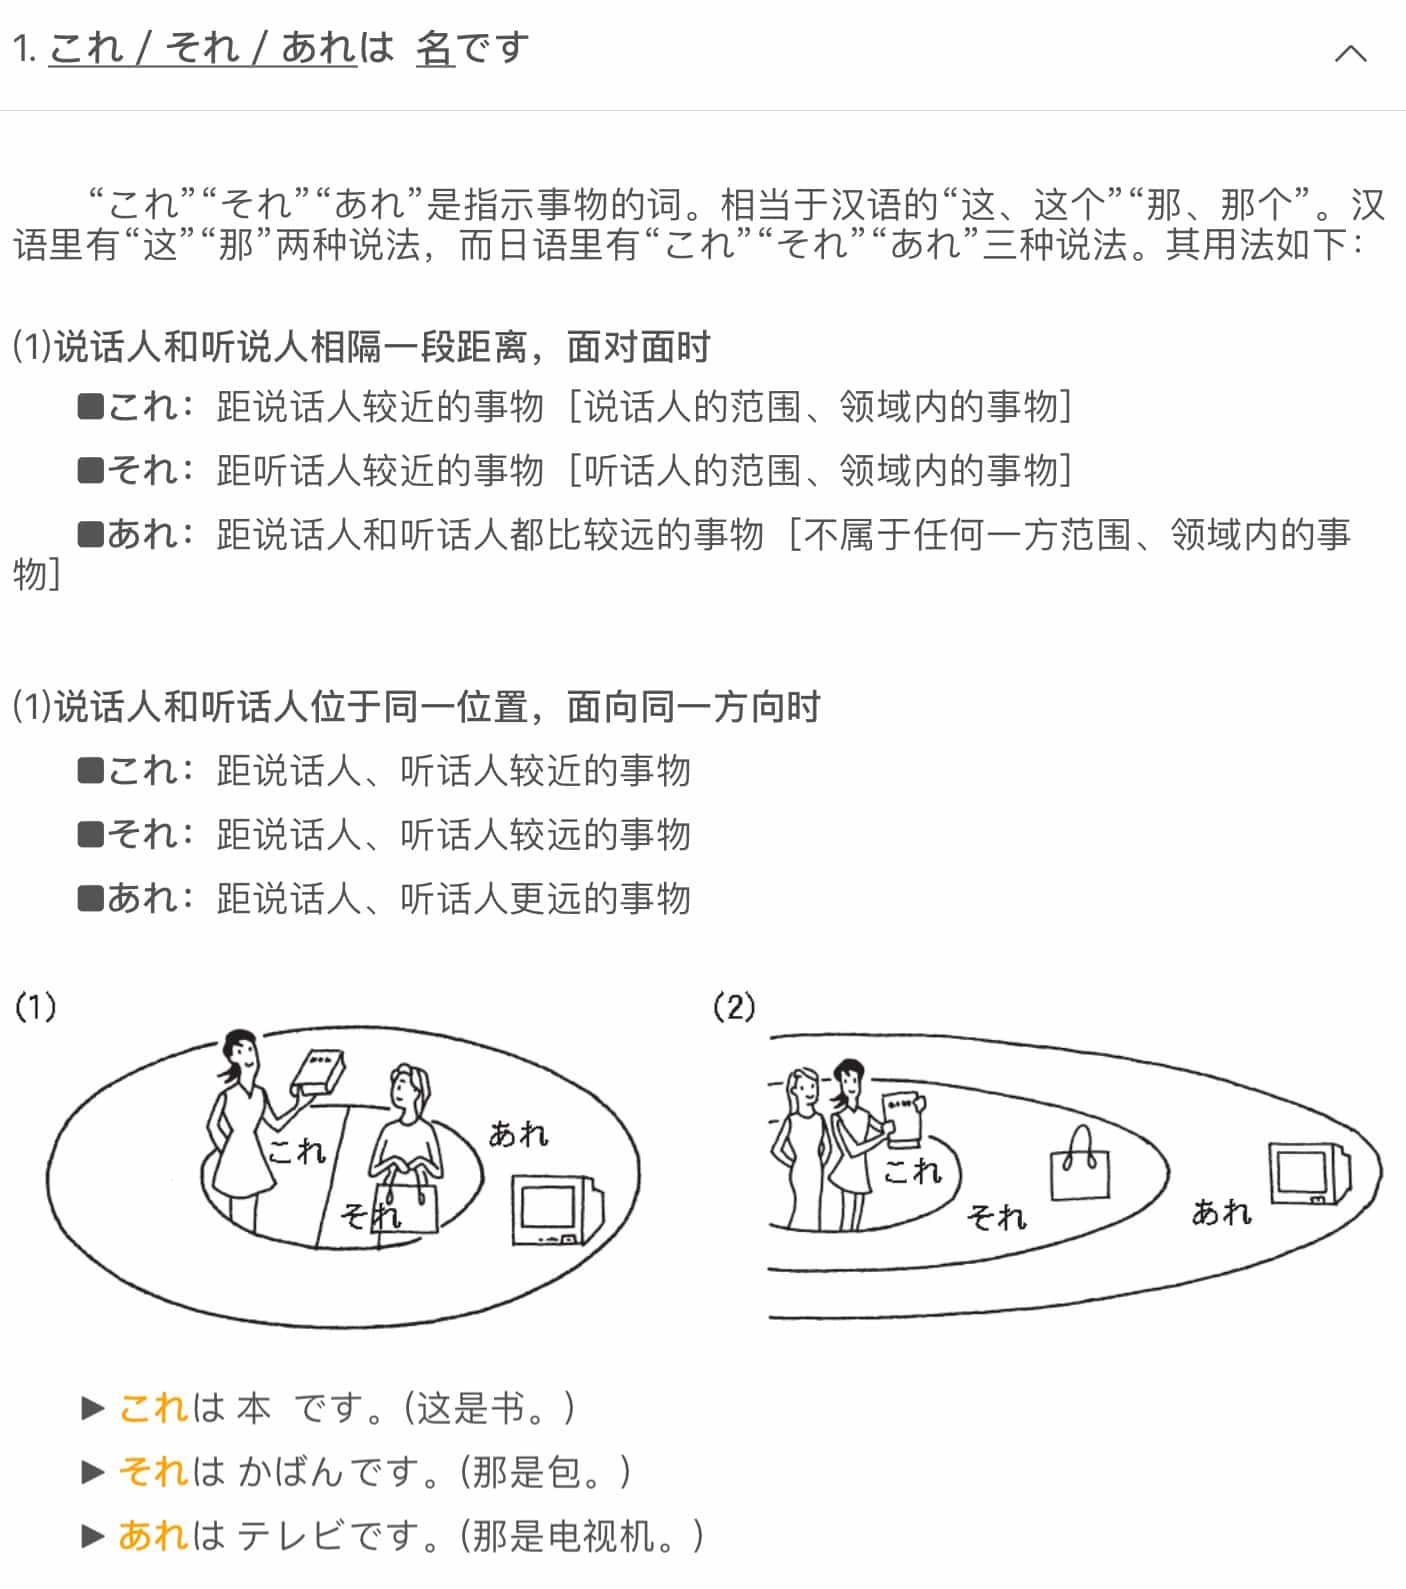 1. これ / それ / あれは 名です
“これ”“それ”“あれ”是指示事物的词。相当于汉语的“这、这个”“那、那个”。汉
语里有“这”“那”两种说法，而日语里有“これ”“それ”“あれ”三种说法。其用法如下：
(1)说话人和听说人相隔一段距离，面对面时
■これ：距说话人较近的事物［说话人的范围、领域内的事物］
■それ：距听话人较近的事物［听话人的范围、领域内的事物］
■あれ：距说话人和听话人都比较远的事物［不属于任何一方范围、领域内的事
物］
(1)说话人和听话人位于同一位置，面向同一方向时
■これ：距说话人、听话人较近的事物
■それ：距说话人、听话人较远的事物
■あれ：距说话人、听话人更远的事物
(1)
これ
それ
あれ
(2)
これ
それ
あれ
▶ これは 本 です。(这是书。)
▶ それは かばんです。(那是包。)
▶ あれは テレビです。(那是电视机。)